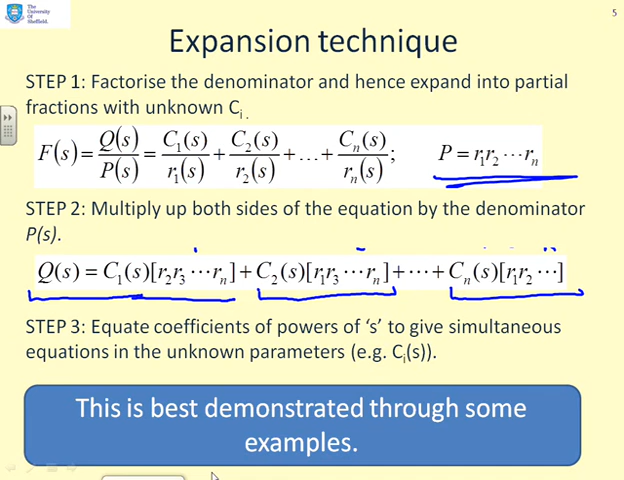 The
University
Of
Sheffield.
5
Expansion technique
STEP 1: Factorise the denominator and hence expand into partial
fractions with unknown Cᵢ.
F(s) = Q(s)/P(s) = C₁(s)/r₁(s) + C₂(s)/r₂(s) + … + Cₙ(s)/rₙ(s); P = r₁r₂ ⋯ rₙ
STEP 2: Multiply up both sides of the equation by the denominator
P(s).
Q(s) = C₁(s)[r₂r₃ ⋯ rₙ] + C₂(s)[r₁r₃ ⋯ rₙ] + ⋯ + Cₙ(s)[r₁r₂ ⋯]
STEP 3: Equate coefficients of powers of ‘s’ to give simultaneous
equations in the unknown parameters (e.g. Cᵢ(s)).
This is best demonstrated through some
examples.